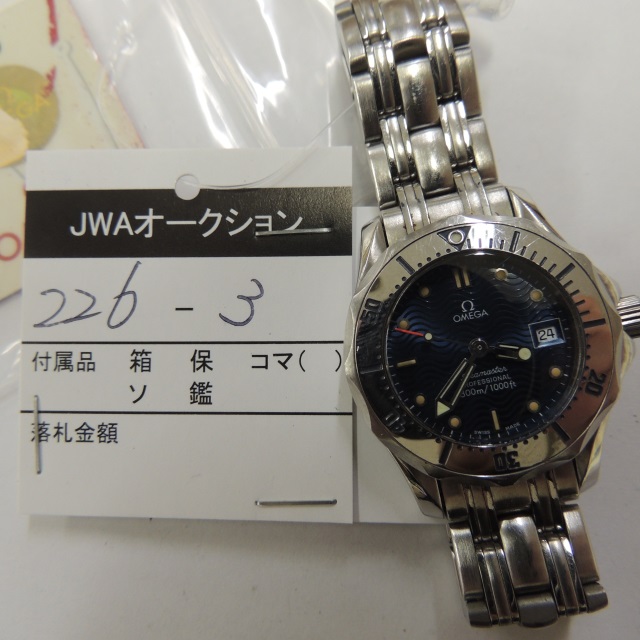 JWAオークション
226 - 3
付属品 箱 保 コマ( )
ソ 鑑
落札金額
Ω
OMEGA
24
Seamaster
PROFESSIONAL
300m/1000ft
20
30